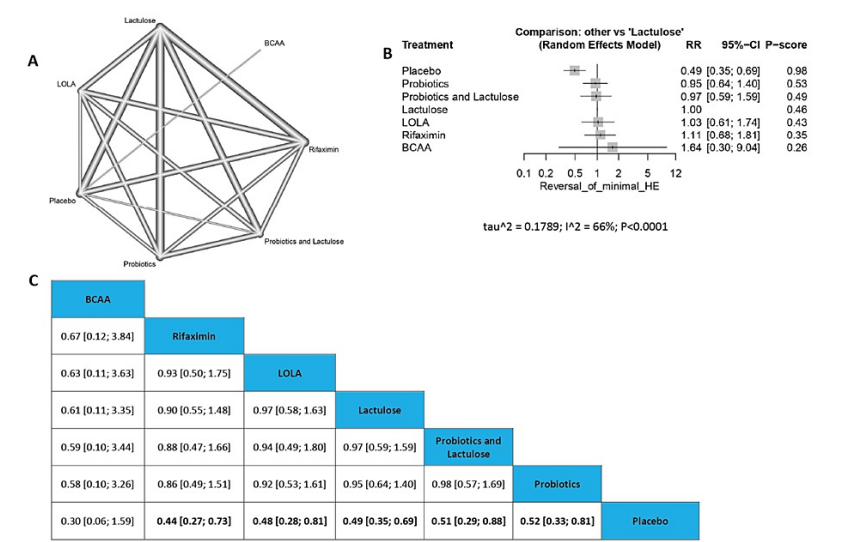 A
Lactulose
BCAA
LOLA
Rifaximin
Placebo
Probiotics and Lactulose
Probiotics
B
Comparison: other vs 'Lactulose'
Treatment (Random Effects Model) RR 95%−CI P−score
Placebo 0.49 [0.35; 0.69] 0.98
Probiotics 0.95 [0.64; 1.40] 0.53
Probiotics and Lactulose 0.97 [0.59; 1.59] 0.49
Lactulose 1.00 0.46
LOLA 1.03 [0.61; 1.74] 0.43
Rifaximin 1.11 [0.68; 1.81] 0.35
BCAA 1.64 [0.30; 9.04] 0.26
0.1 0.2 0.5 1 2 5 12
Reversal_of_minimal_HE
tau^2 = 0.1789; I^2 = 66%; P<0.0001
C
BCAA
0.67 [0.12; 3.84] Rifaximin
0.63 [0.11; 3.63] 0.93 [0.50; 1.75] LOLA
0.61 [0.11; 3.35] 0.90 [0.55; 1.48] 0.97 [0.58; 1.63] Lactulose
0.59 [0.10; 3.44] 0.88 [0.47; 1.66] 0.94 [0.49; 1.80] 0.97 [0.59; 1.59] Probiotics and
Lactulose
0.58 [0.10; 3.26] 0.86 [0.49; 1.51] 0.92 [0.53; 1.61] 0.95 [0.64; 1.40] 0.98 [0.57; 1.69] Probiotics
0.30 [0.06; 1.59] 0.44 [0.27; 0.73] 0.48 [0.28; 0.81] 0.49 [0.35; 0.69] 0.51 [0.29; 0.88] 0.52 [0.33; 0.81] Placebo